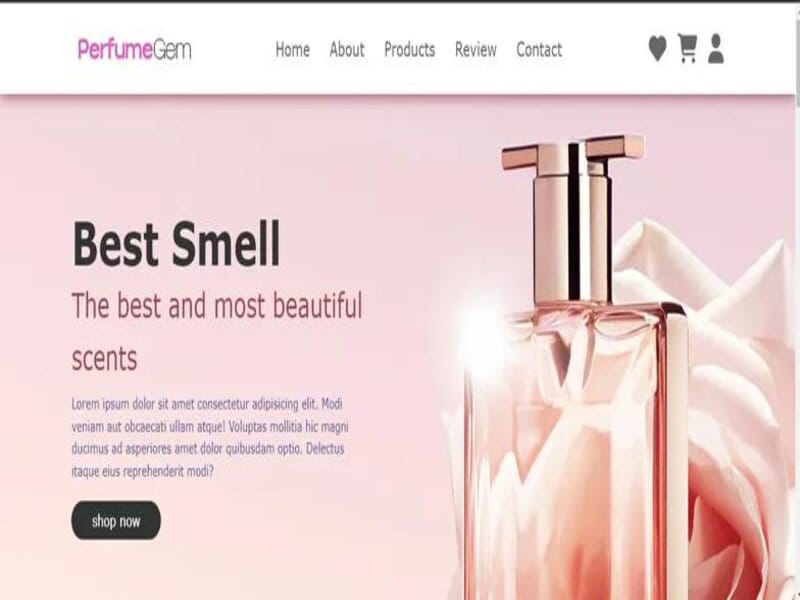 PerfumeGem
Home About Products Review Contact
Best Smell
The best and most beautiful
scents
Lorem ipsum dolor sit amet consectetur adipisicing elit. Modi
veniam aut obcaecati ullam atque! Voluptas mollitia hic magni
ducimus ad asperiores amet dolor quibusdam optio. Delectus
itaque eius reprehenderit modi?
shop now